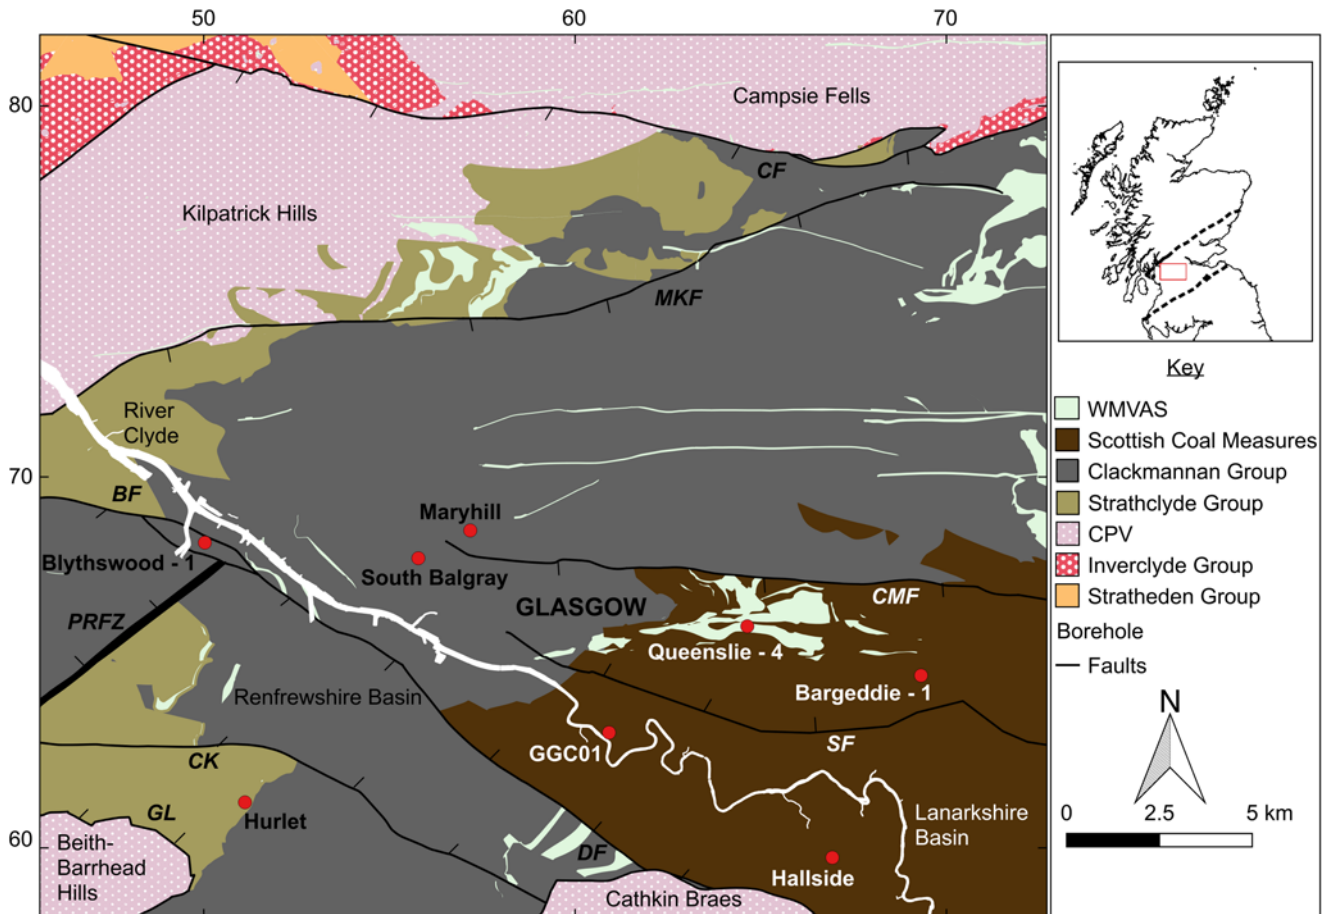 50 60 70
80
Campsie Fells
CF
Kilpatrick Hills
MKF
River
Clyde
70
BF
Maryhill
Blythswood - 1
South Balgray
GLASGOW
CMF
PRFZ
Queenslie - 4
Bargeddie - 1
Renfrewshire Basin
GGC01
SF
CK
GL
Hurlet
Lanarkshire
Basin
60
Beith-
Barrhead
Hills
DF
Hallside
Cathkin Braes
Key
WMVAS
Scottish Coal Measures
Clackmannan Group
Strathclyde Group
CPV
Inverclyde Group
Stratheden Group
Borehole
Faults
N
0 2.5 5 km